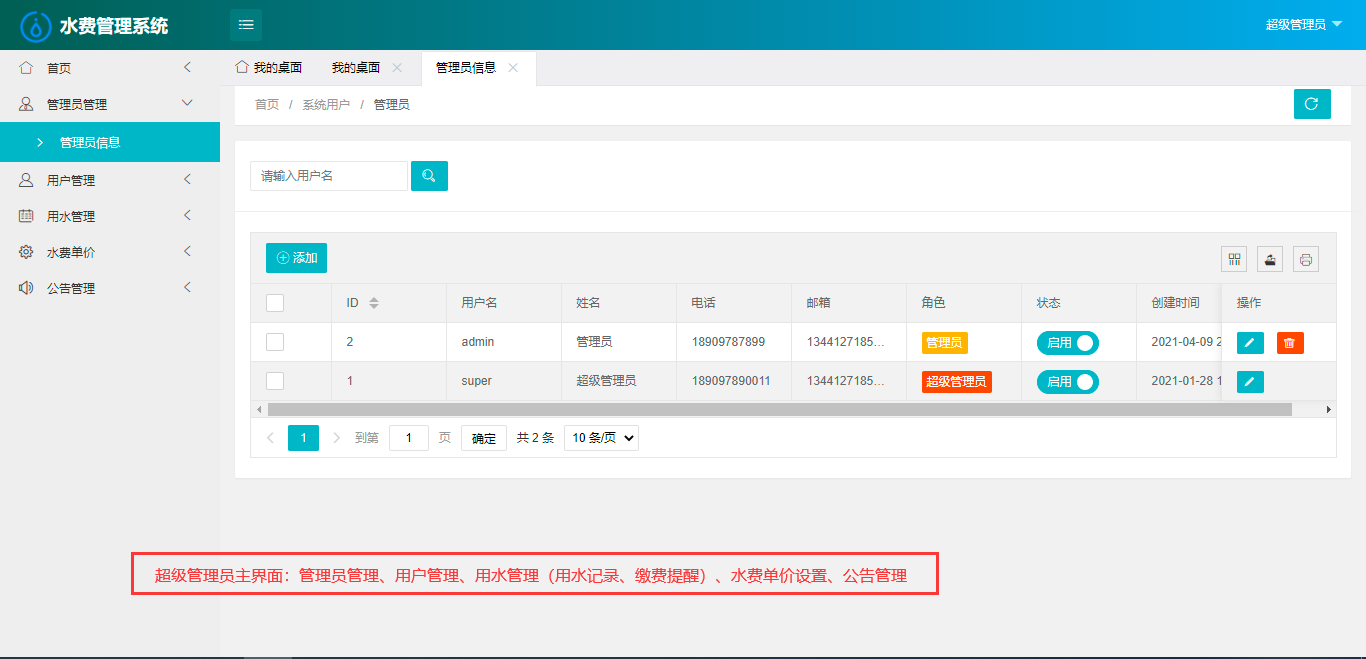 水费管理系统
超级管理员
首页
管理员管理
管理员信息
用户管理
用水管理
水费单价
公告管理
我的桌面 我的桌面 管理员信息
首页 / 系统用户 / 管理员
请输入用户名
添加
ID 用户名 姓名 电话 邮箱 角色 状态 创建时间 操作
2 admin 管理员 18909787899 1344127185... 管理员 启用 2021-04-09 2
1 super 超级管理员 189097890011 1344127185... 超级管理员 启用 2021-01-28 1
1 到第 1 页 确定 共 2 条 10 条/页
超级管理员主界面：管理员管理、用户管理、用水管理（用水记录、缴费提醒）、水费单价设置、公告管理